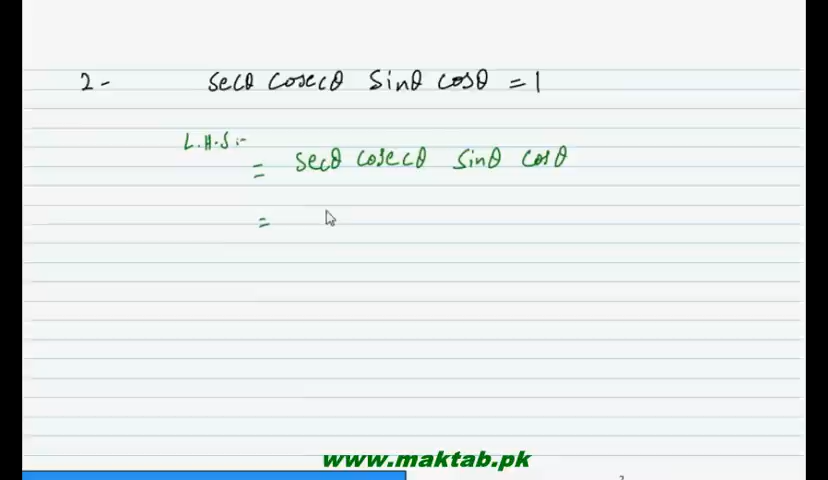 2- secθ cosecθ sinθ cosθ = 1
L.H.S:-
= secθ cosecθ sinθ cosθ
=
www.maktab.pk